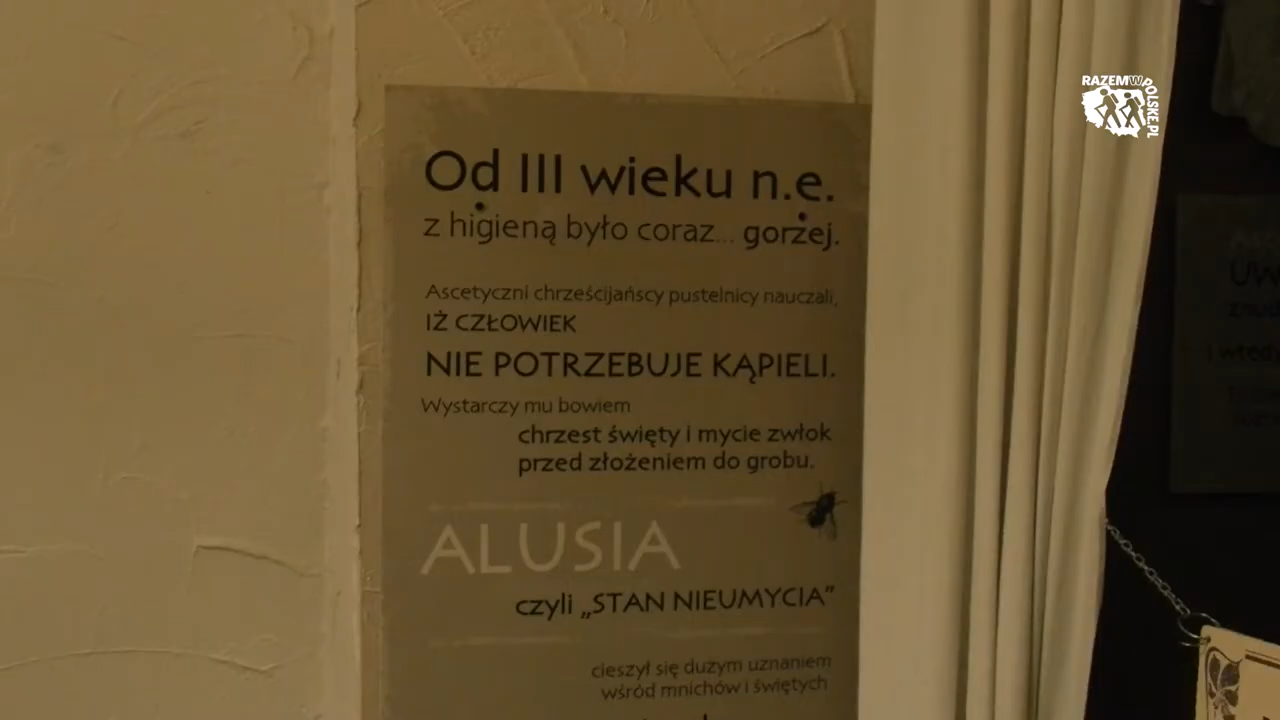 RAZEMWPOLSKE.PL
Od III wieku n.e.
z higieną było coraz... gorzej.
Ascetyczni chrześcijańscy pustelnicy nauczali,
IŻ CZŁOWIEK
NIE POTRZEBUJE KĄPIELI.
Wystarczy mu bowiem
chrzest święty i mycie zwłok
przed złożeniem do grobu.
ALUSIA
czyli „STAN NIEUMYCIA”
cieszył się dużym uznaniem
wśród mnichów i świętych